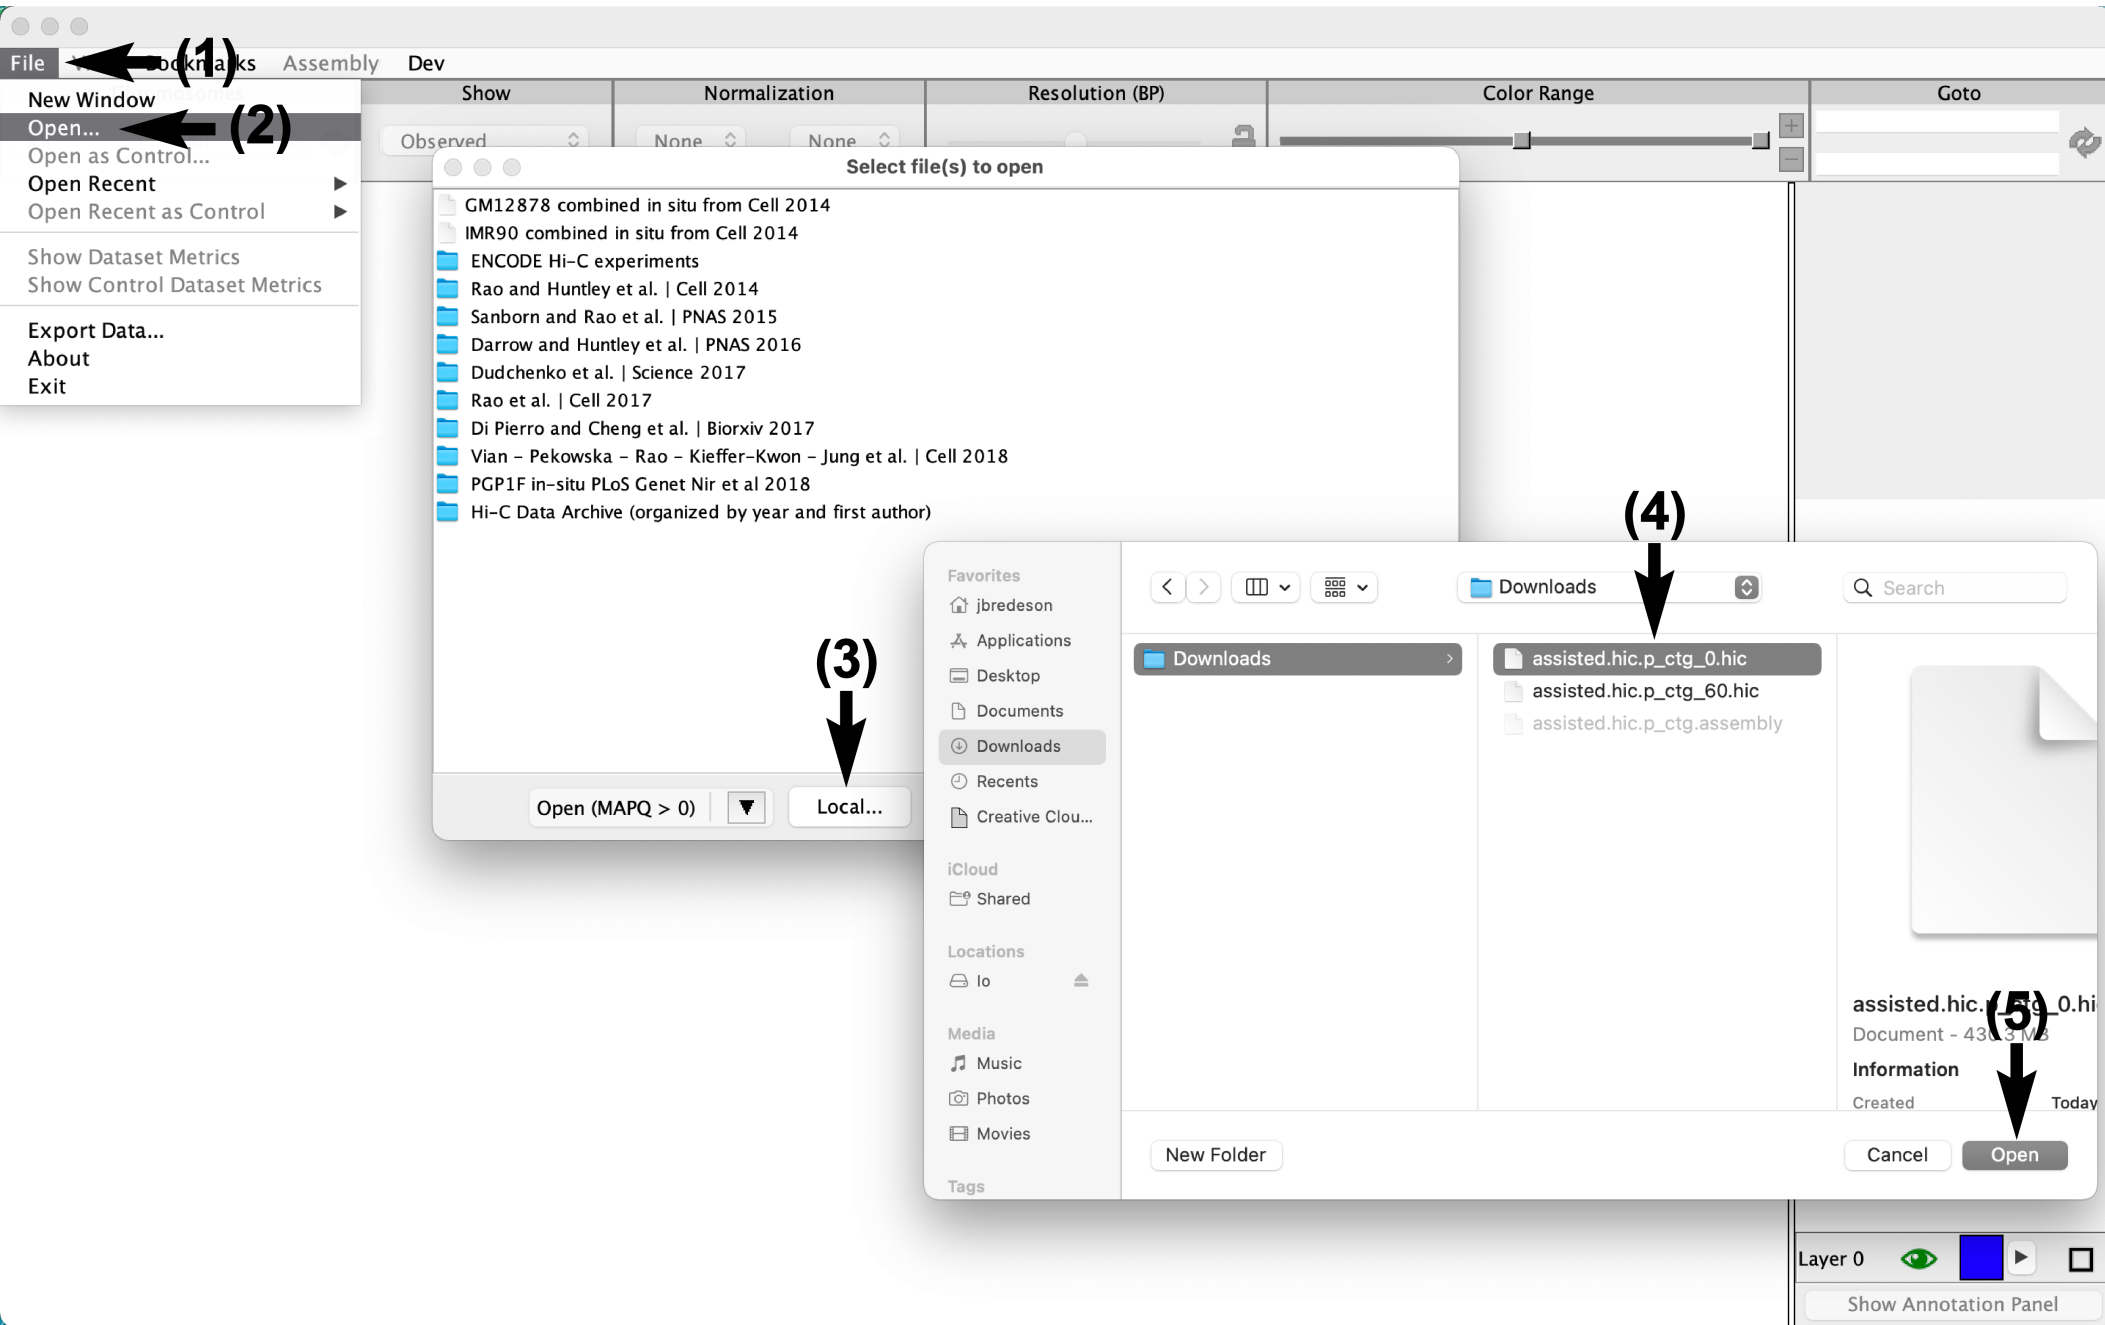 (1)
File Bookmarks Assembly Dev
Show Normalization Resolution (BP) Color Range Goto
New Window
Open... (2)
Open as Control...
Open Recent
Open Recent as Control
Show Dataset Metrics
Show Control Dataset Metrics
Export Data...
About
Exit
Observed None None
Select file(s) to open
GM12878 combined in situ from Cell 2014
IMR90 combined in situ from Cell 2014
ENCODE Hi-C experiments
Rao and Huntley et al. | Cell 2014
Sanborn and Rao et al. | PNAS 2015
Darrow and Huntley et al. | PNAS 2016
Dudchenko et al. | Science 2017
Rao et al. | Cell 2017
Di Pierro and Cheng et al. | Biorxiv 2017
Vian - Pekowska - Rao - Kieffer-Kwon - Jung et al. | Cell 2018
PGP1F in-situ PLoS Genet Nir et al 2018
Hi-C Data Archive (organized by year and first author)
(3)
Open (MAPQ > 0) Local...
(4)
Favorites
jbredeson
Applications
Desktop
Documents
Downloads
Recents
Creative Clou...
iCloud
Shared
Locations
Io
Media
Music
Photos
Movies
Tags
Downloads
Search
Downloads
assisted.hic.p_ctg_0.hic
assisted.hic.p_ctg_60.hic
assisted.hic.p_ctg.assembly
(5)
assisted.hic.p_ctg_0.hi
Document - 430.3 MB
Information
Created Today
New Folder Cancel Open
Layer 0
Show Annotation Panel